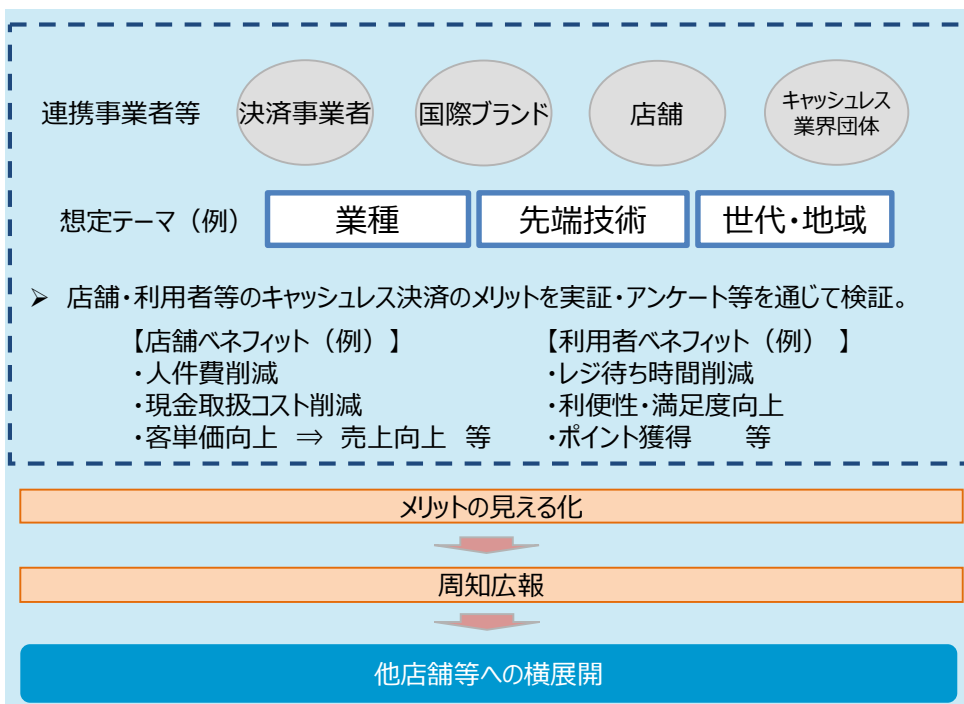 連携事業者等
決済事業者
国際ブランド
店舗
キャッシュレス
業界団体
想定テーマ（例）
業種
先端技術
世代・地域
➢ 店舗・利用者等のキャッシュレス決済のメリットを実証・アンケート等を通じて検証。
【店舗ベネフィット（例）】
・人件費削減
・現金取扱コスト削減
・客単価向上 ⇒ 売上向上 等
【利用者ベネフィット（例） 】
・レジ待ち時間削減
・利便性・満足度向上
・ポイント獲得 等
メリットの見える化
周知広報
他店舗等への横展開